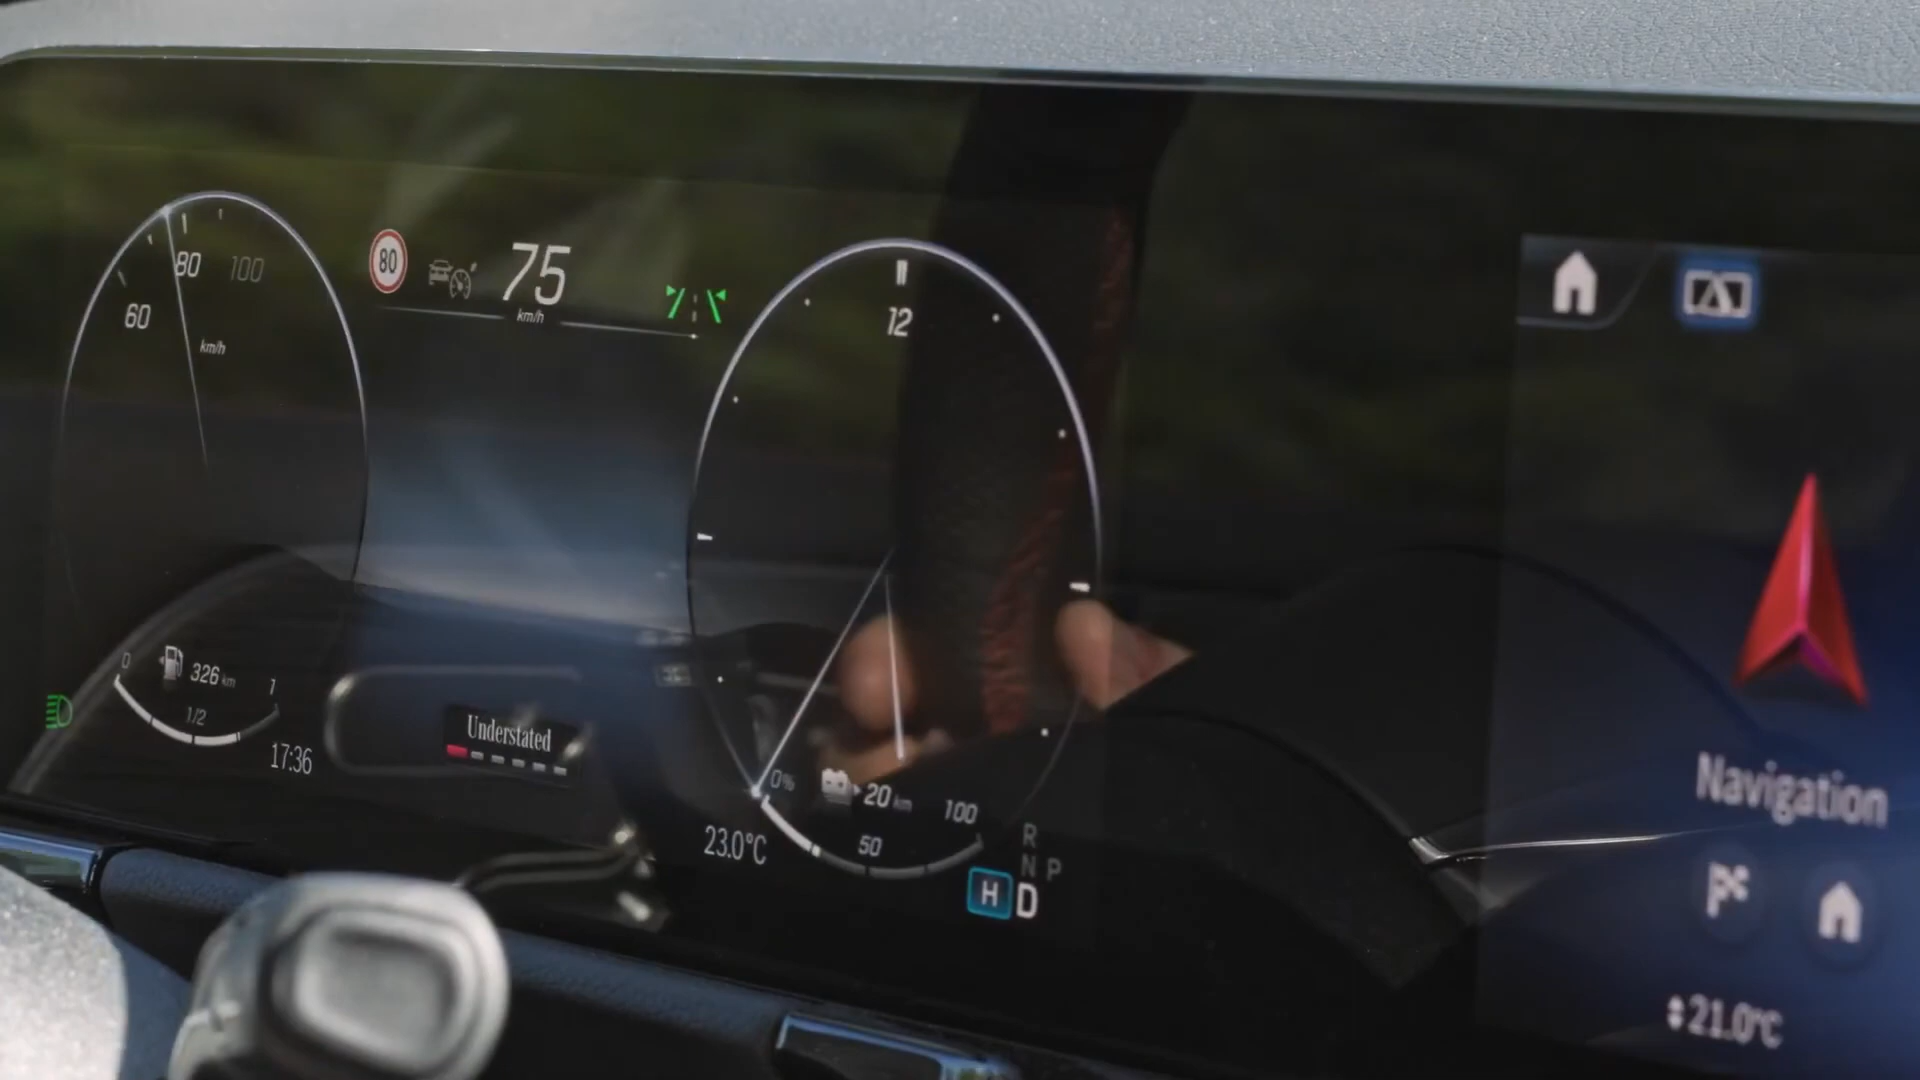 80 100
60
km/h
80
75
km/h
12
0
326 km
1
1/2
17:36
Understated
0%
20 km
100
50
23.0°C
R
N P
H D
Navigation
21.0°C